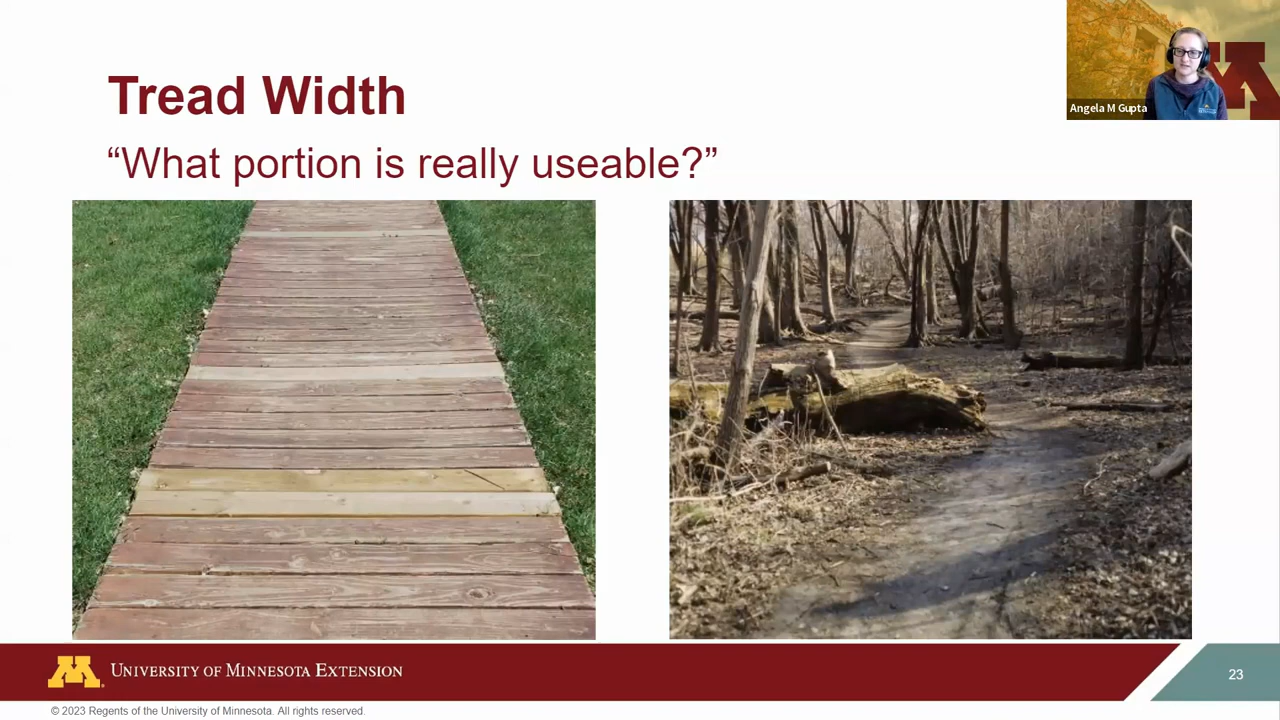 Tread Width
“What portion is really useable?”
Angela M Gupta
UNIVERSITY OF MINNESOTA EXTENSION
23
© 2023 Regents of the University of Minnesota. All rights reserved.